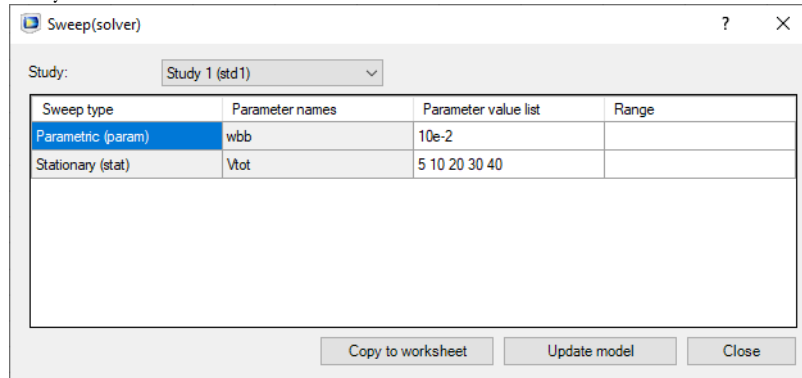 Sweep(solver) ? ×
Study: Study 1 (std1)
Sweep type Parameter names Parameter value list Range
Parametric (param) wbb 10e-2
Stationary (stat) Vtot 5 10 20 30 40
Copy to worksheet Update model Close